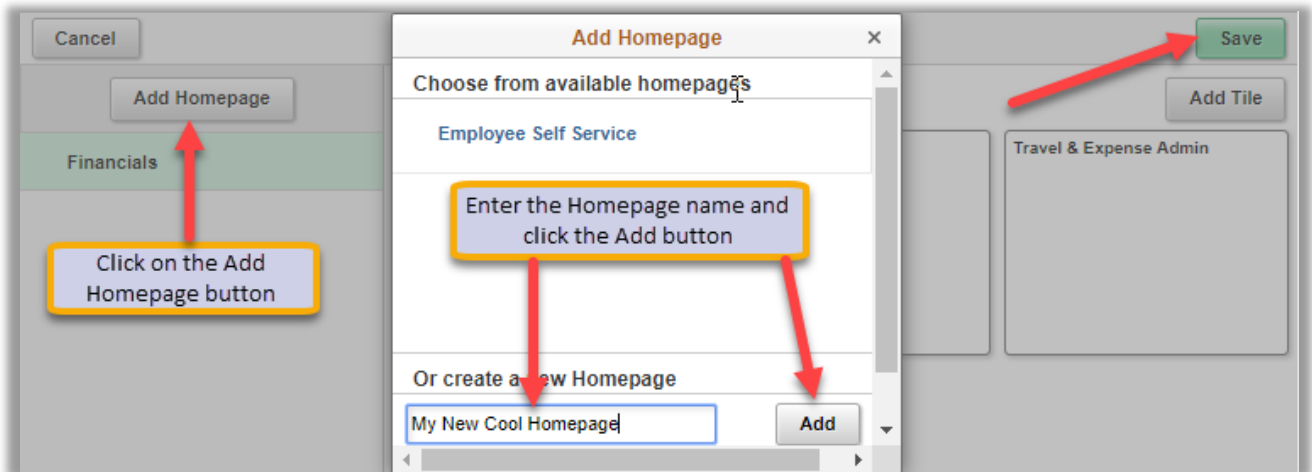 Cancel
Add Homepage
×
Save
Add Homepage
Choose from available homepages
Add Tile
Employee Self Service
Travel & Expense Admin
Financials
Enter the Homepage name and
click the Add button
Click on the Add
Homepage button
Or create a new Homepage
My New Cool Homepage
Add